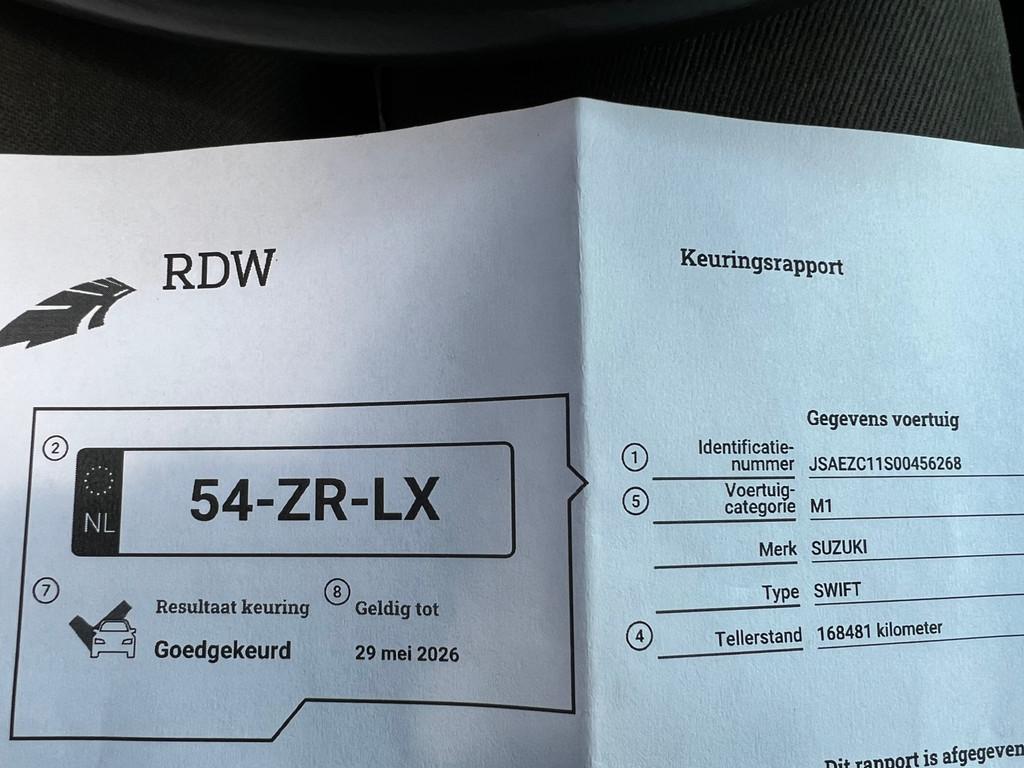 RDW
Keuringsrapport
2
NL
54-ZR-LX
7
Resultaat keuring
Goedgekeurd
8
Geldig tot
29 mei 2026
Gegevens voertuig
1
Identificatie-
nummer
JSAEZC11S00456268
5
Voertuig-
categorie
M1
Merk
SUZUKI
Type
SWIFT
4
Tellerstand
168481 kilometer
Dit rapport is afgegeven